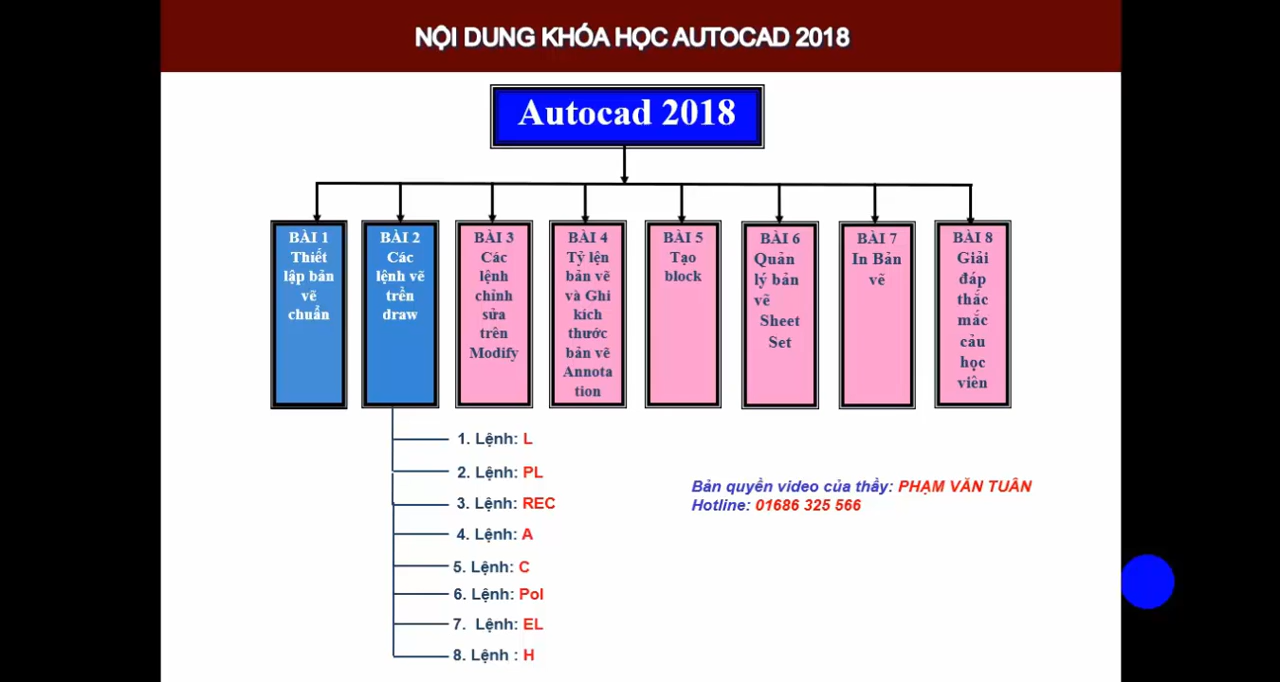 NỘI DUNG KHÓA HỌC AUTOCAD 2018
Autocad 2018
BÀI 1
Thiết
lập bản
vẽ
chuẩn
BÀI 2
Các
lệnh vẽ
trền
draw
BÀI 3
Các
lệnh
chỉnh
sửa
trên
Modify
BÀI 4
Tỷ lện
bản vẽ
và Ghi
kích
thước
bản vẽ
Annota
tion
BÀI 5
Tạo
block
BÀI 6
Quản
lý bản
vẽ
Sheet
Set
BÀI 7
In Bản
vẽ
BÀI 8
Giải
đáp
thắc
mắc
cảu
học
viên
1. Lệnh: L
2. Lệnh: PL
3. Lệnh: REC
4. Lệnh: A
5. Lệnh: C
6. Lệnh: Pol
7. Lệnh: EL
8. Lệnh : H
Bản quyền video của thầy: PHẠM VĂN TUÂN
Hotline: 01686 325 566